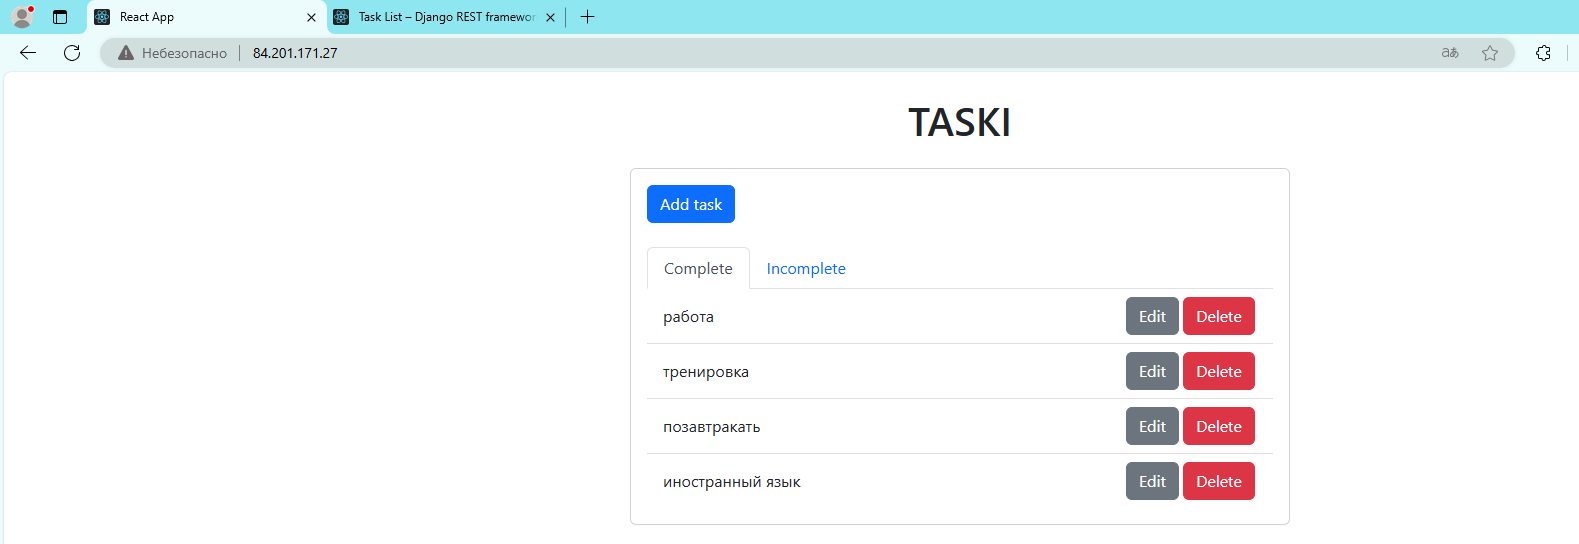 React App
Task List – Django REST framewor
Небезопасно 84.201.171.27
TASKI
Add task
Complete Incomplete
работа Edit Delete
тренировка Edit Delete
позавтракать Edit Delete
иностранный язык Edit Delete